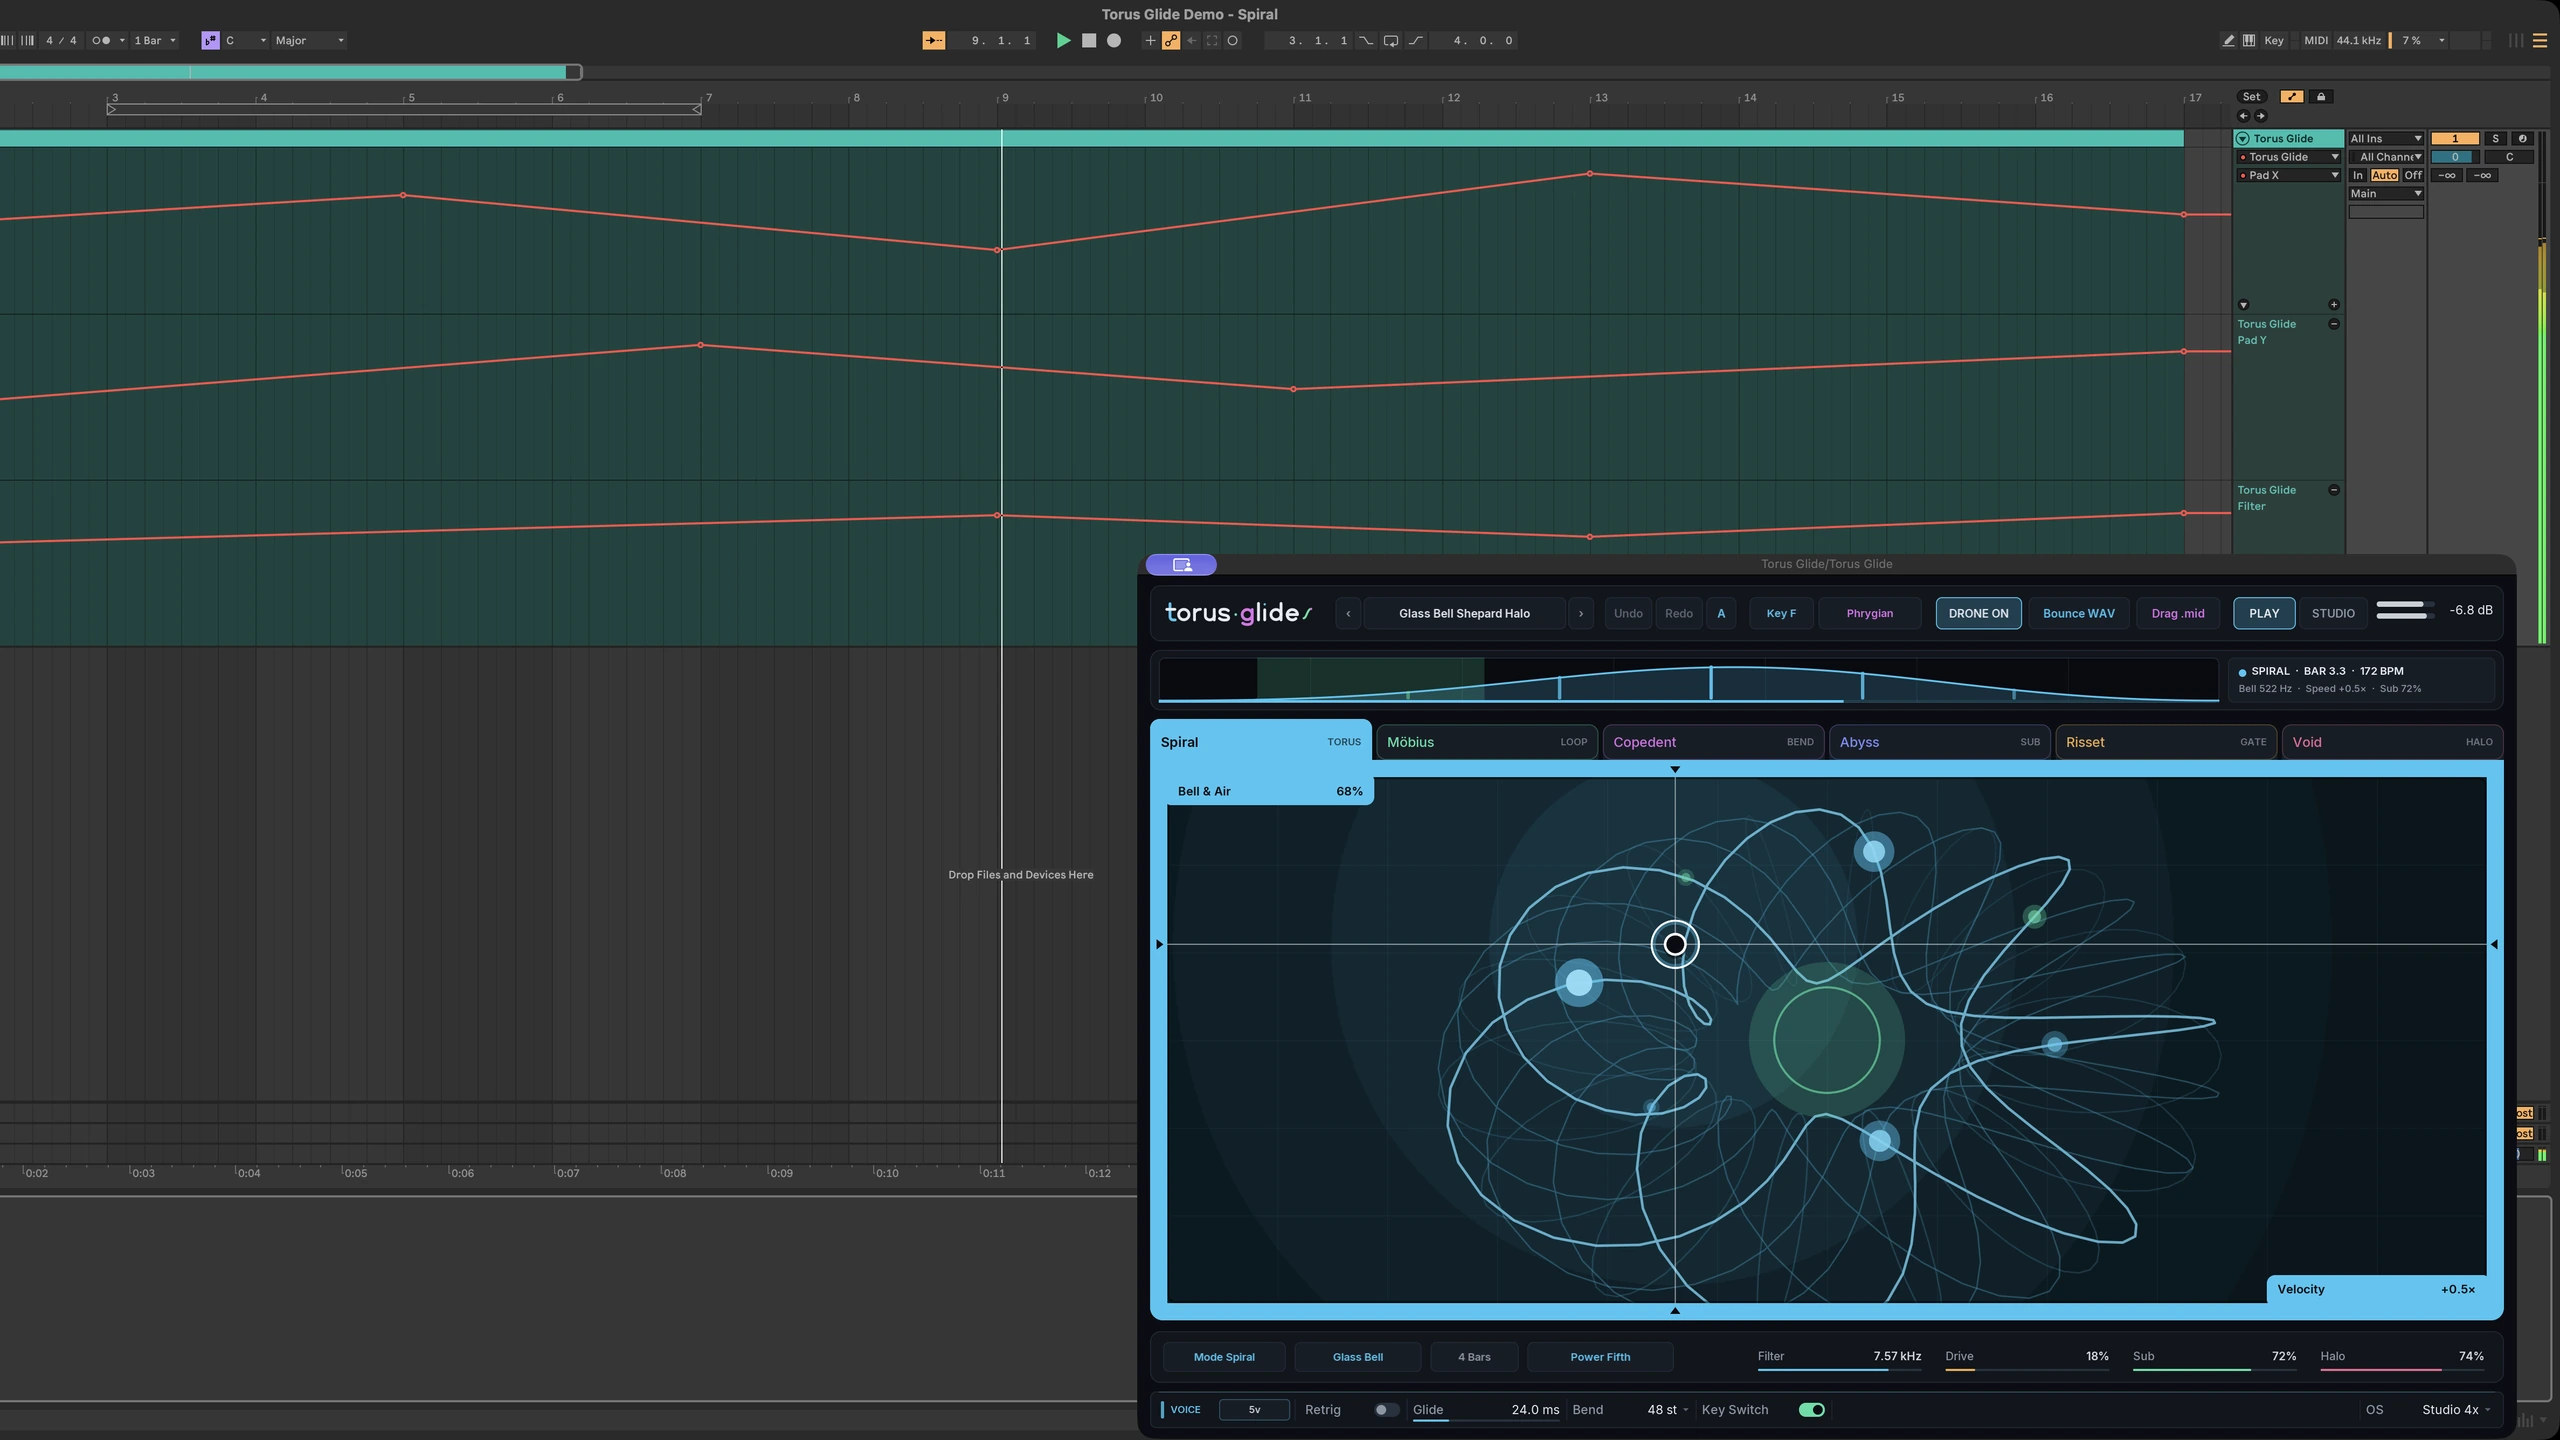 Torus Glide Demo - Spiral
4 / 4 1 Bar C Major 9. 1. 1 3. 1. 1 4. 0. 0 Key MIDI 44.1 kHz 7 %
3 4 5 6 7 8 9 10 11 12 13 14 15 16 17 Set
Torus Glide All Ins 1 S
Torus Glide All Channe 0 C
Pad X In Auto Off -∞ -∞
Main
Torus Glide
Pad Y
Torus Glide
Filter
Drop Files and Devices Here
0:02 0:03 0:04 0:05 0:06 0:07 0:08 0:09 0:10 0:11 0:12
ost
ost
Torus Glide/Torus Glide
torus·glide ‹ Glass Bell Shepard Halo › Undo Redo A Key F Phrygian DRONE ON Bounce WAV Drag .mid PLAY STUDIO -6.8 dB
SPIRAL · BAR 3.3 · 172 BPM
Bell 522 Hz · Speed +0.5× · Sub 72%
Spiral TORUS Möbius LOOP Copedent BEND Abyss SUB Risset GATE Void HALO
Bell & Air 68%
Velocity +0.5×
Mode Spiral Glass Bell 4 Bars Power Fifth Filter 7.57 kHz Drive 18% Sub 72% Halo 74%
VOICE 5v Retrig Glide 24.0 ms Bend 48 st Key Switch OS Studio 4x